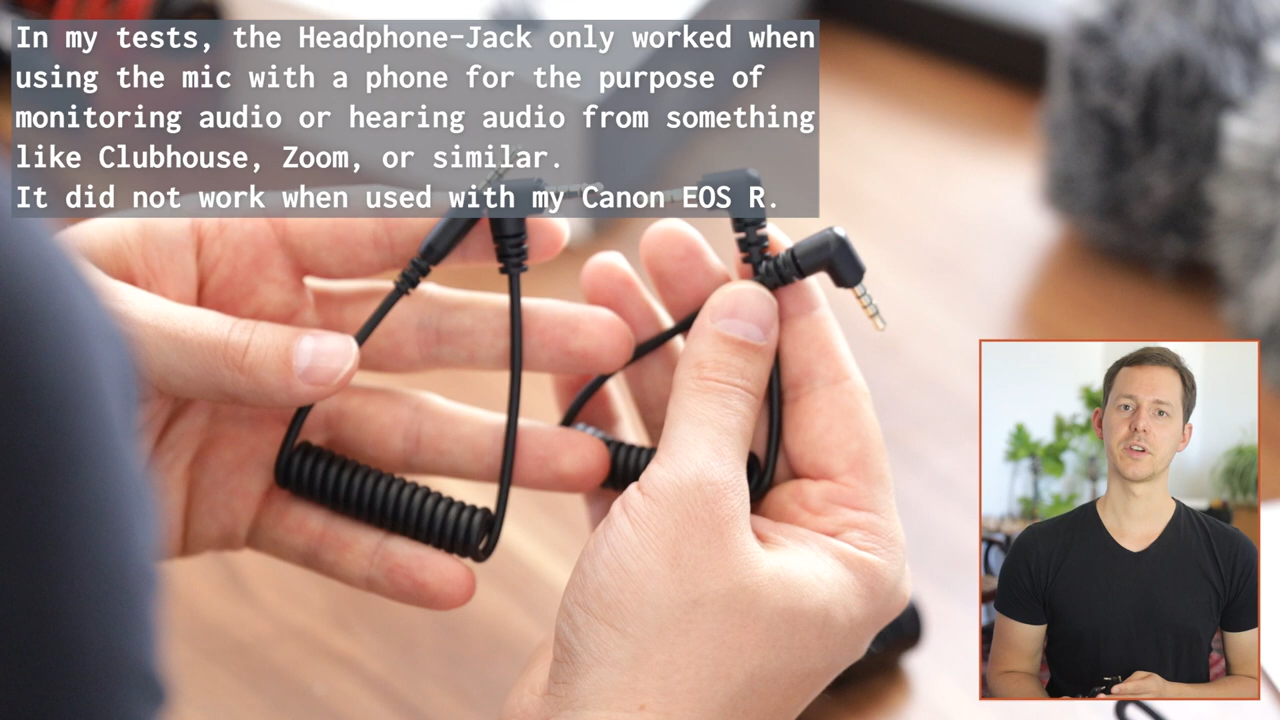 In my tests, the Headphone-Jack only worked when
using the mic with a phone for the purpose of
monitoring audio or hearing audio from something
like Clubhouse, Zoom, or similar.
It did not work when used with my Canon EOS R.